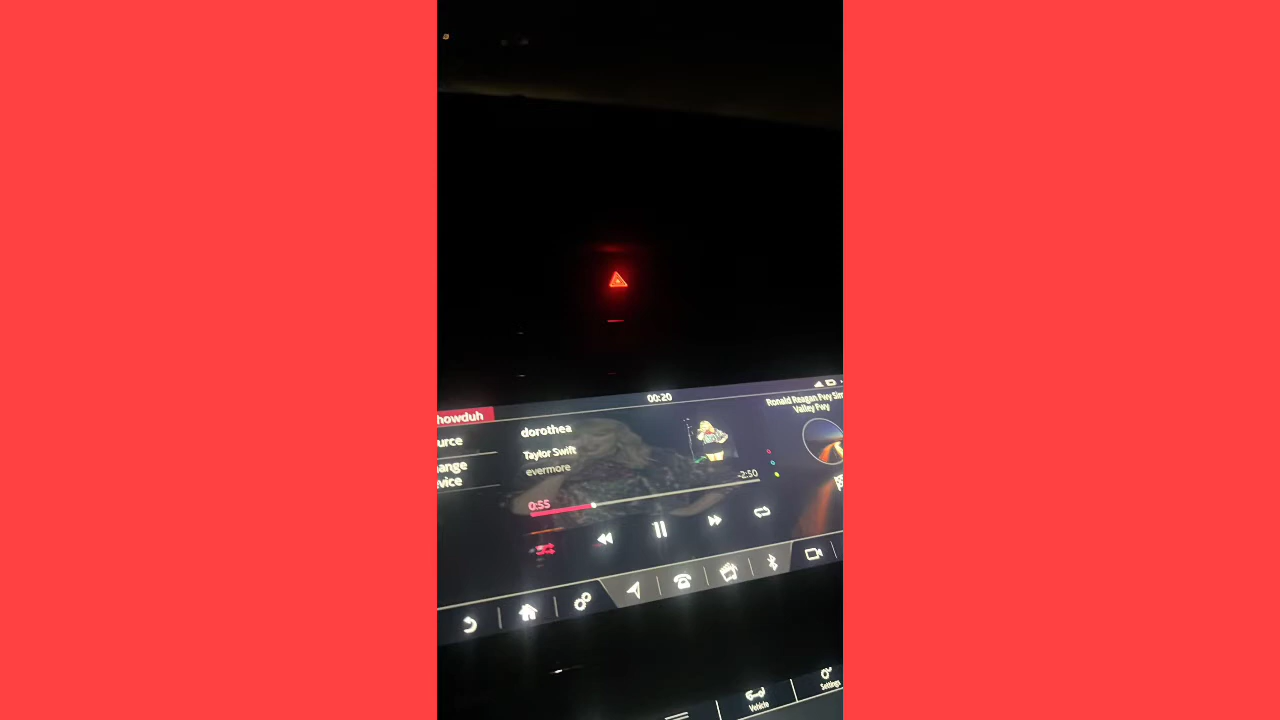 00:20
howduh
urce
ange
vice
dorothea
Taylor Swift
evermore
0:55
-2:50
Ronald Reagan Fwy Sim
Valley Fwy
Vehicle
Settings